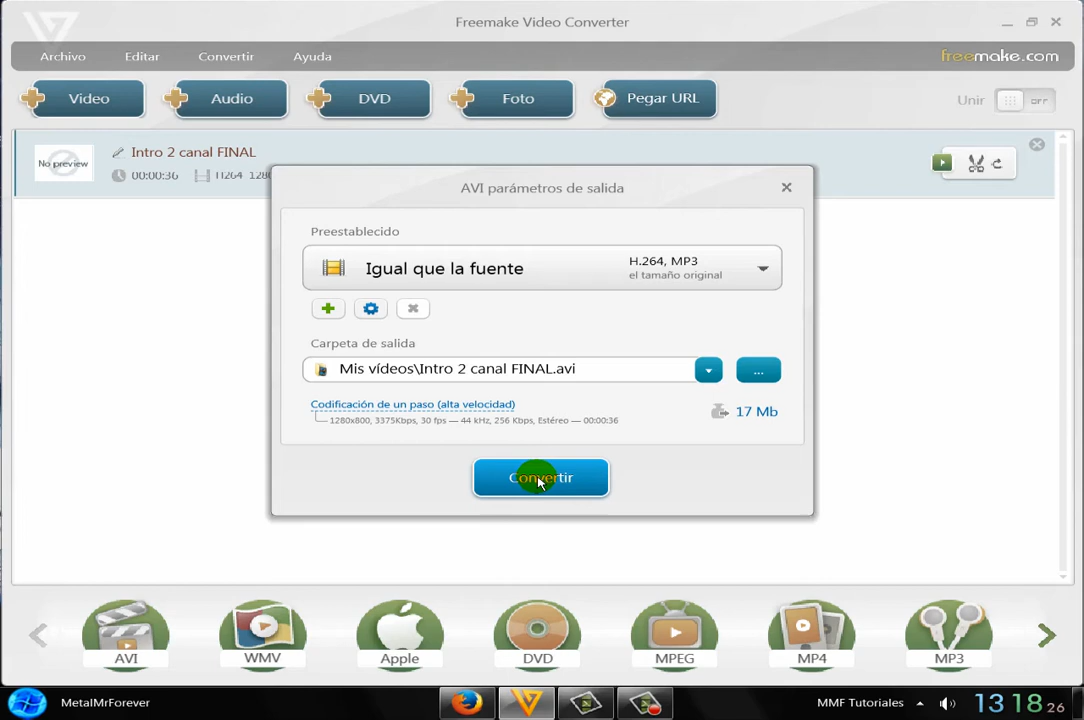 Freemake Video Converter
Archivo Editar Convertir Ayuda
freemake.com
Video Audio DVD Foto Pegar URL Unir OFF
No preview
Intro 2 canal FINAL
00:00:36 H264 1280
AVI parámetros de salida
Preestablecido
Igual que la fuente
H.264, MP3
el tamaño original
Carpeta de salida
Mis vídeos\Intro 2 canal FINAL.avi
...
Codificación de un paso (alta velocidad)
17 Mb
1280x800, 3375Kbps, 30 fps — 44 kHz, 256 Kbps, Estéreo — 00:00:36
Convertir
AVI WMV Apple DVD MPEG MP4 MP3
MetalMrForever
MMF Tutoriales
13 18 26